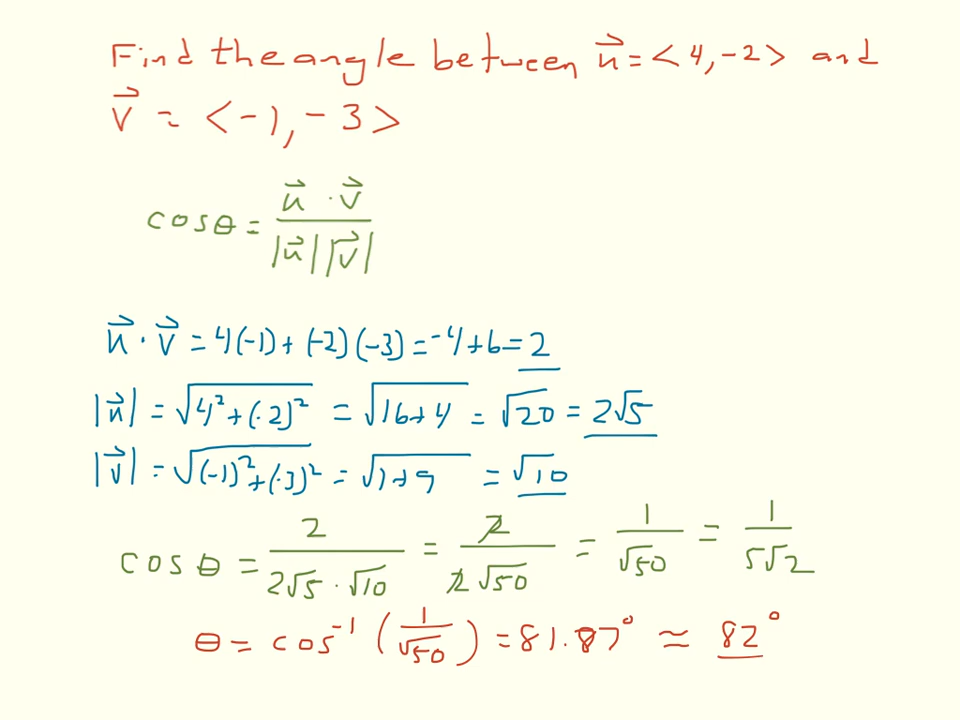 Find the angle between u⃗ = <4, -2> and
v⃗ = <-1, -3>
cosθ = (u⃗ · v⃗) / (|u⃗| |v⃗|)
u⃗ · v⃗ = 4(-1) + (-2)(-3) = -4 + 6 = 2
|u⃗| = √(4² + (-2)²) = √(16+4) = √20 = 2√5
|v⃗| = √((-1)² + (-3)²) = √(1+9) = √10
cos θ = 2/(2√5 · √10) = 2/(2√50) = 1/√50 = 1/(5√2)
θ = cos⁻¹(1/√50) = 81.87° ≈ 82°